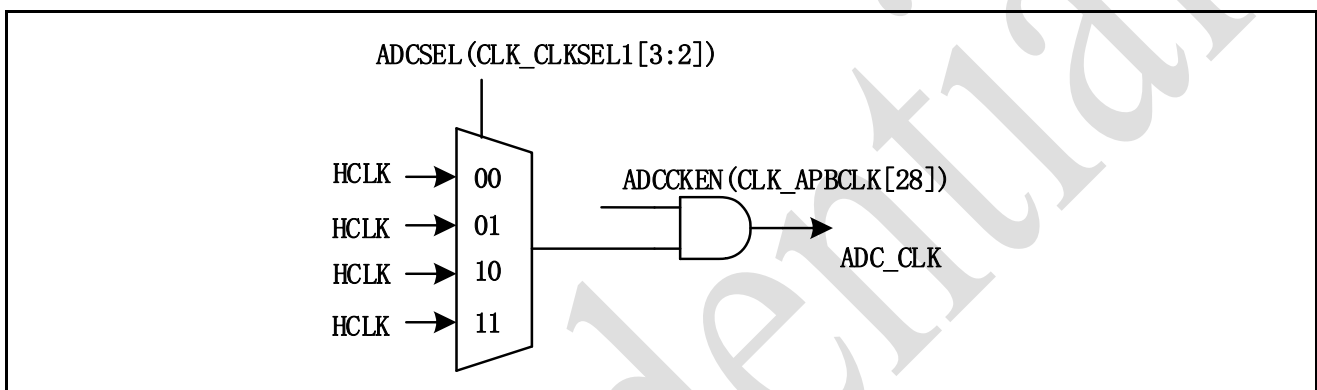 ADCSEL(CLK_CLKSEL1[3:2])
HCLK 00
ADCCKEN(CLK_APBCLK[28])
HCLK 01
ADC_CLK
HCLK 10
HCLK 11